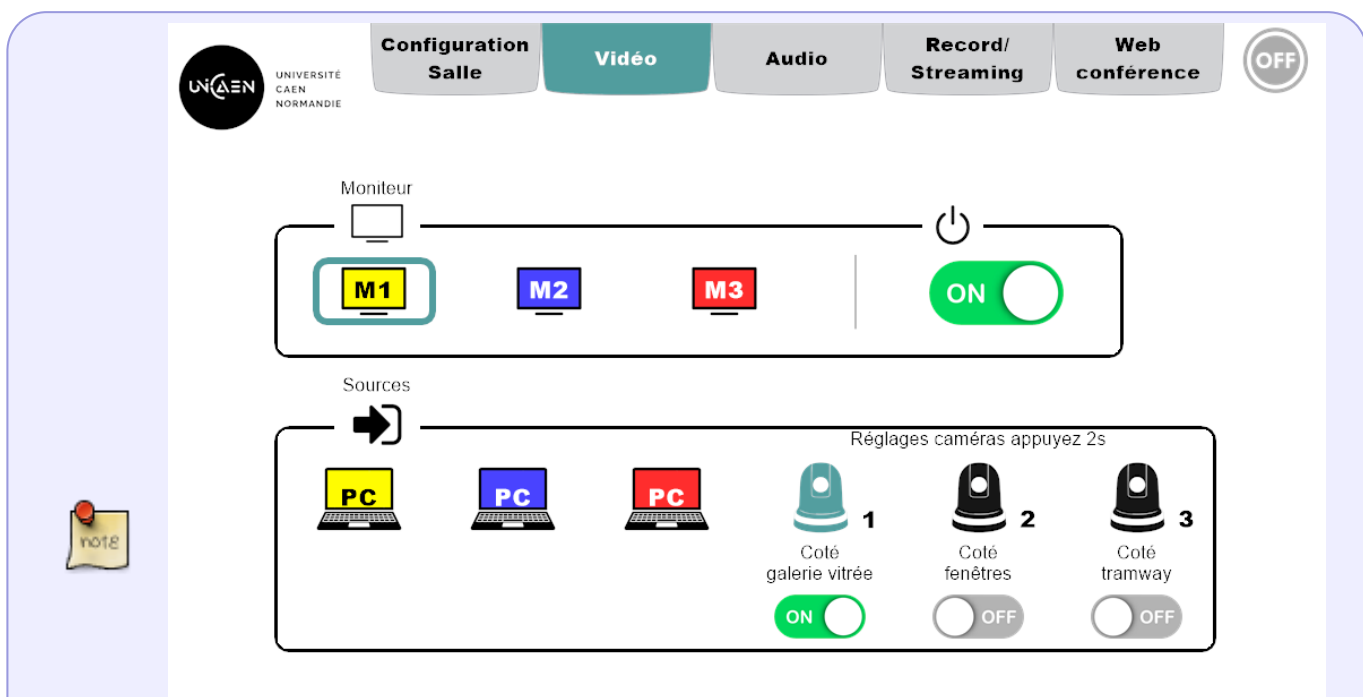 UNICAEN
UNIVERSITÉ
CAEN
NORMANDIE
Configuration
Salle
Vidéo
Audio
Record/
Streaming
Web
conférence
OFF
Moniteur
M1 M2 M3 ON
Sources
Réglages caméras appuyez 2s
PC PC PC 1 2 3
Coté
galerie vitrée
Coté
fenêtres
Coté
tramway
ON OFF OFF
note